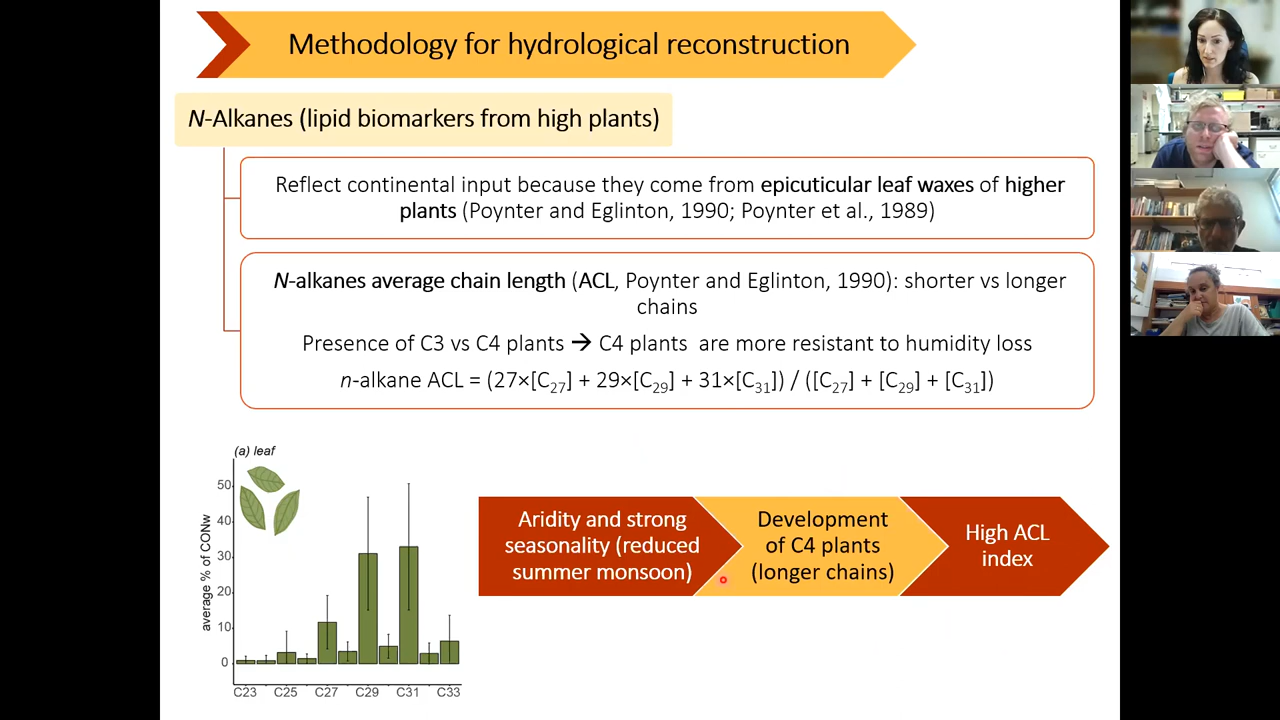 Methodology for hydrological reconstruction
N-Alkanes (lipid biomarkers from high plants)
Reflect continental input because they come from epicuticular leaf waxes of higher
plants (Poynter and Eglinton, 1990; Poynter et al., 1989)
N-alkanes average chain length (ACL, Poynter and Eglinton, 1990): shorter vs longer
chains
Presence of C3 vs C4 plants → C4 plants are more resistant to humidity loss
n-alkane ACL = (27×[C27] + 29×[C29] + 31×[C31]) / ([C27] + [C29] + [C31])
(a) leaf
average % of CONw
50
40
30
20
10
0
C23 C25 C27 C29 C31 C33
Aridity and strong
seasonality (reduced
summer monsoon)
Development
of C4 plants
(longer chains)
High ACL
index